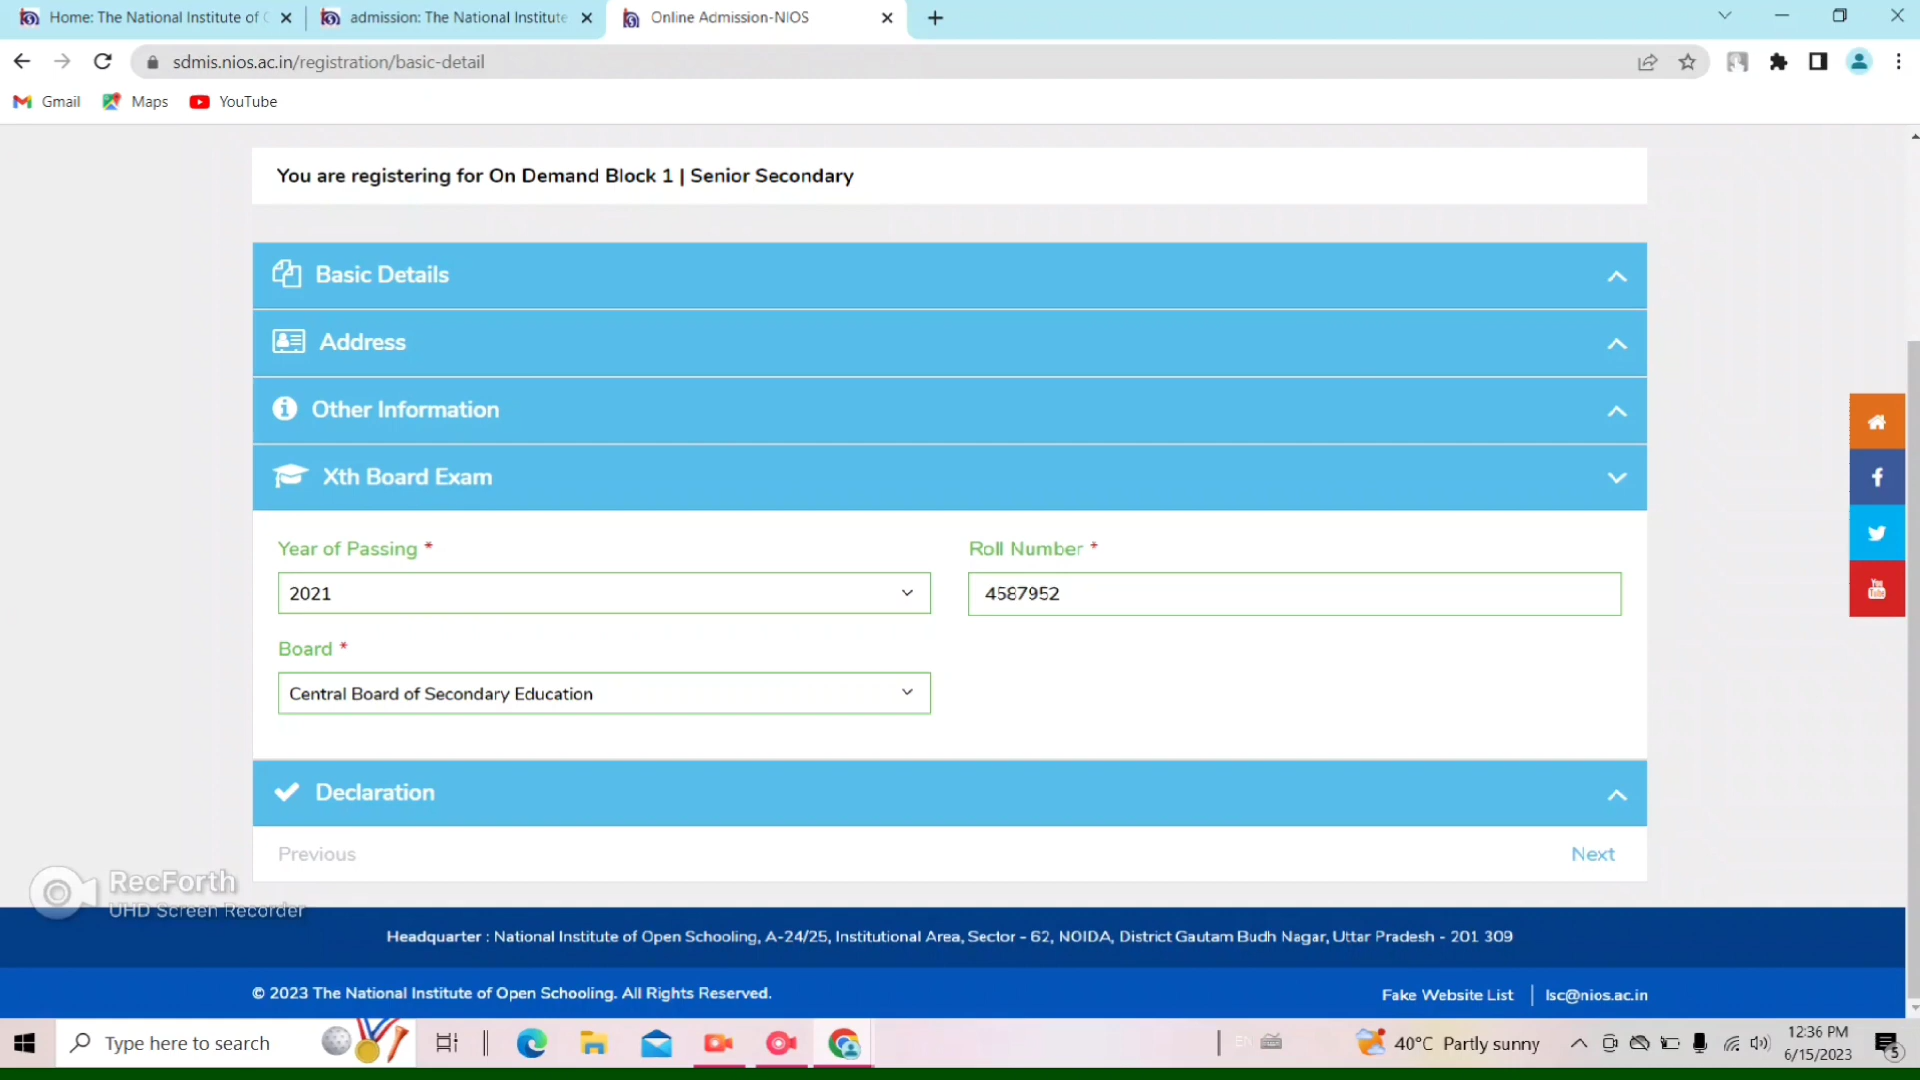 Home: The National Institute of
admission: The National Institute
Online Admission-NIOS
sdmis.nios.ac.in/registration/basic-detail
Gmail
Maps
YouTube
You are registering for On Demand Block 1 | Senior Secondary
Basic Details
Address
Other Information
Xth Board Exam
Year of Passing *
Roll Number *
2021
4587952
Board *
Central Board of Secondary Education
Declaration
Previous
Next
RecForth
UHD Screen Recorder
Headquarter : National Institute of Open Schooling, A-24/25, Institutional Area, Sector - 62, NOIDA, District Gautam Budh Nagar, Uttar Pradesh - 201 309
© 2023 The National Institute of Open Schooling. All Rights Reserved.
Fake Website List
lsc@nios.ac.in
Type here to search
40°C Partly sunny
12:36 PM
6/15/2023
5